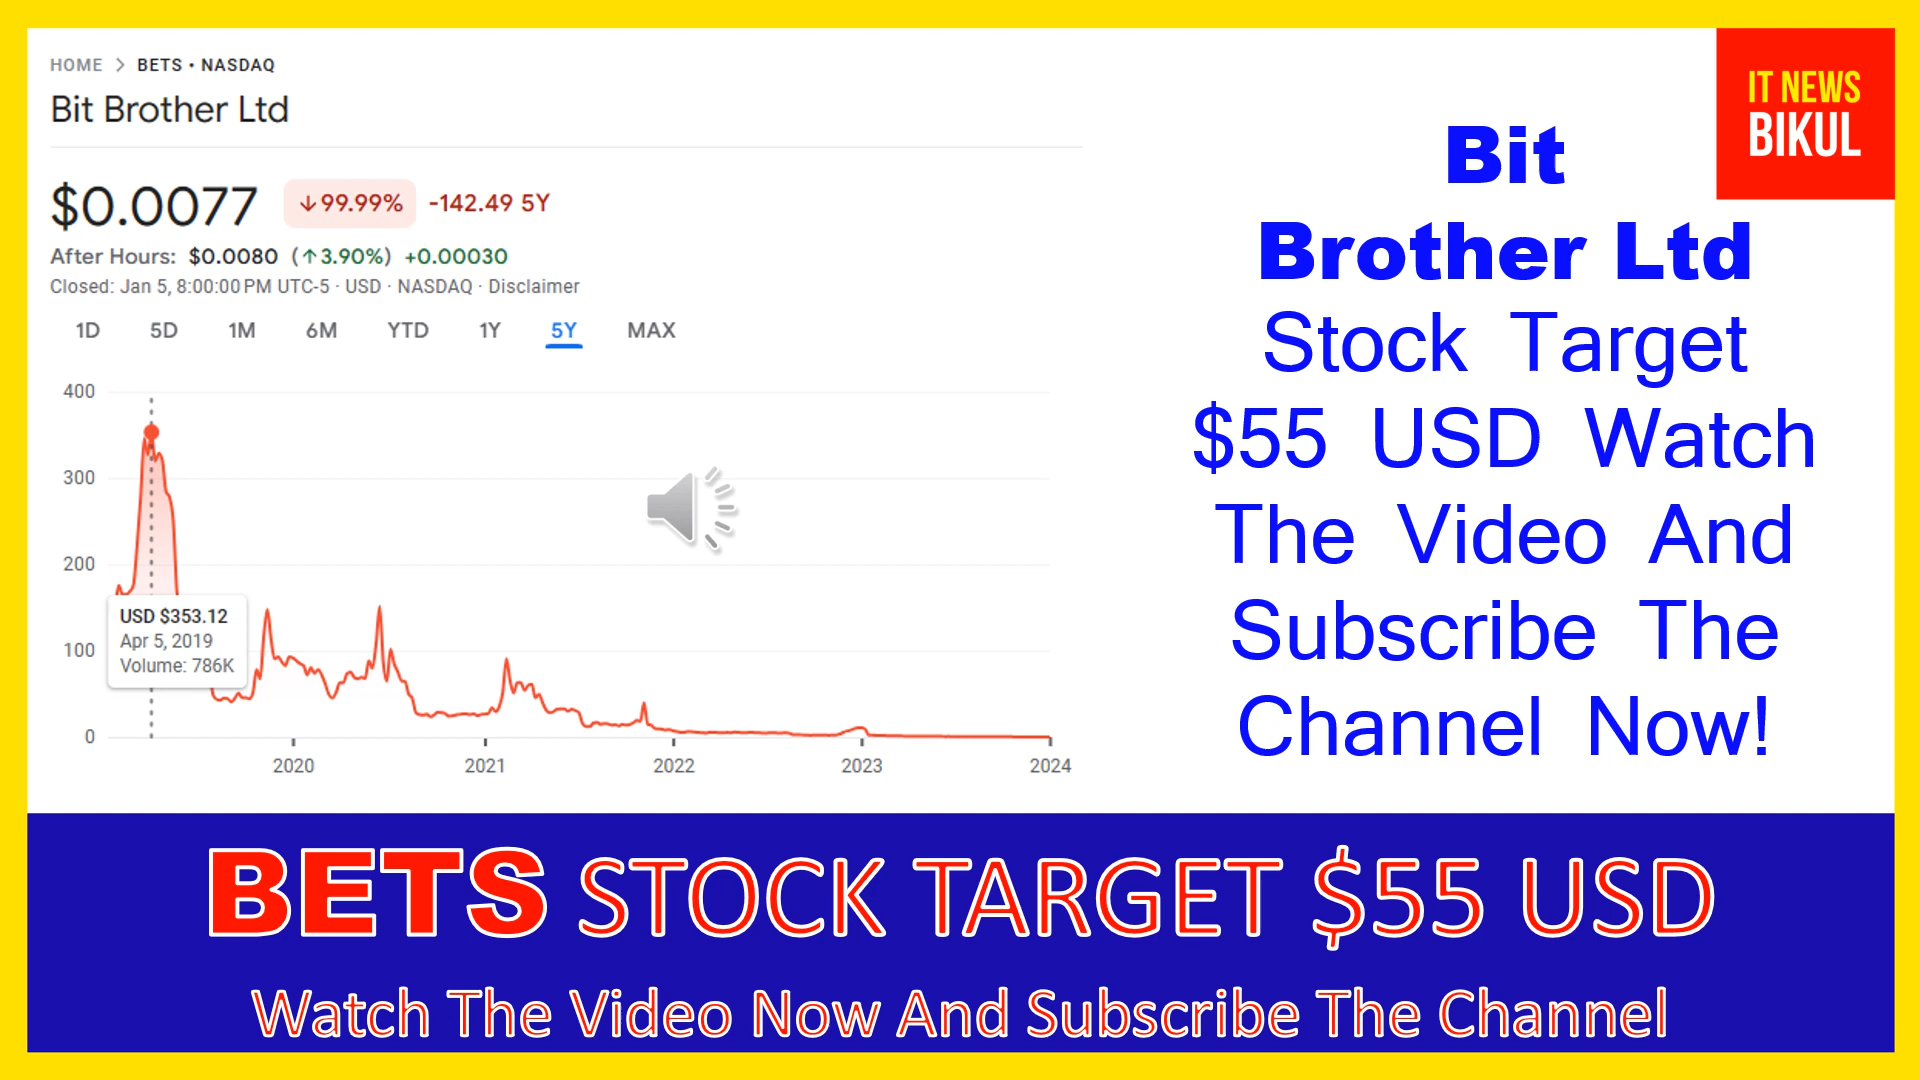 HOME > BETS • NASDAQ
Bit Brother Ltd
$0.0077 ↓99.99% -142.49 5Y
After Hours: $0.0080 (↑3.90%) +0.00030
Closed: Jan 5, 8:00:00 PM UTC-5 · USD · NASDAQ · Disclaimer
1D 5D 1M 6M YTD 1Y 5Y MAX
400
300
200
100
0
USD $353.12
Apr 5, 2019
Volume: 786K
2020 2021 2022 2023 2024
IT NEWS
BIKUL
Bit
Brother Ltd
Stock Target
$55 USD Watch
The Video And
Subscribe The
Channel Now!
BETS STOCK TARGET $55 USD
Watch The Video Now And Subscribe The Channel